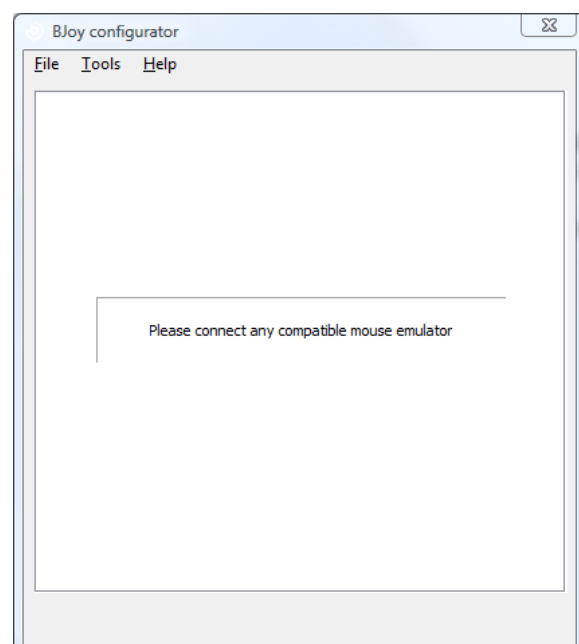 BJoy configurator
File Tools Help
Please connect any compatible mouse emulator